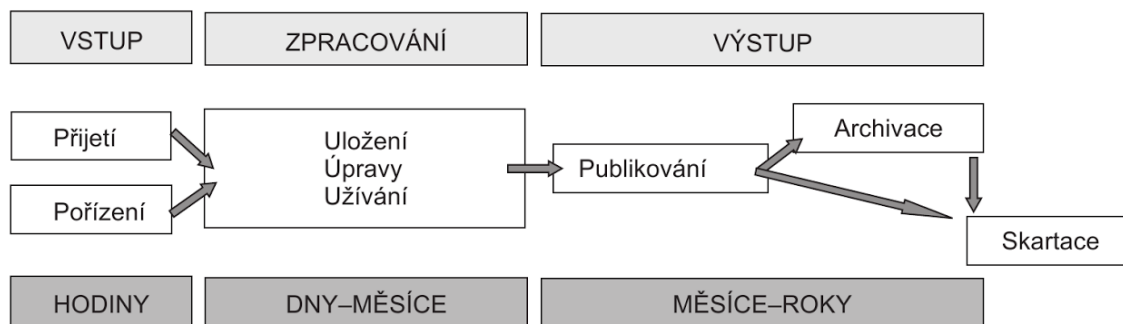 VSTUP
ZPRACOVÁNÍ
VÝSTUP
Přijetí
Pořízení
Uložení
Úpravy
Užívání
Publikování
Archivace
Skartace
HODINY
DNY–MĚSÍCE
MĚSÍCE–ROKY